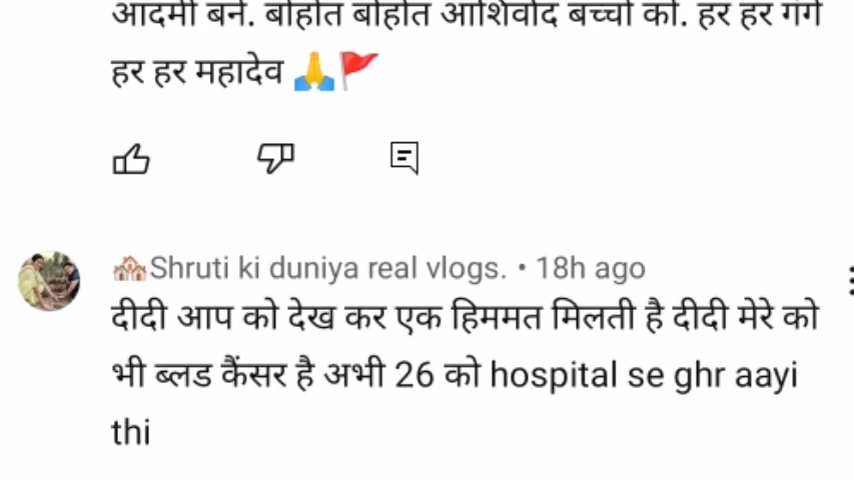 आदमी बने. बोहोत बोहोत आशिर्वाद बच्चो को. हर हर गंगे
हर हर महादेव 🙏🚩
🏘️Shruti ki duniya real vlogs. • 18h ago
दीदी आप को देख कर एक हिममत मिलती है दीदी मेरे को
भी ब्लड कैंसर है अभी 26 को hospital se ghr aayi
thi